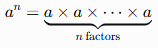 aⁿ = a × a × ⋯ × a
n factors